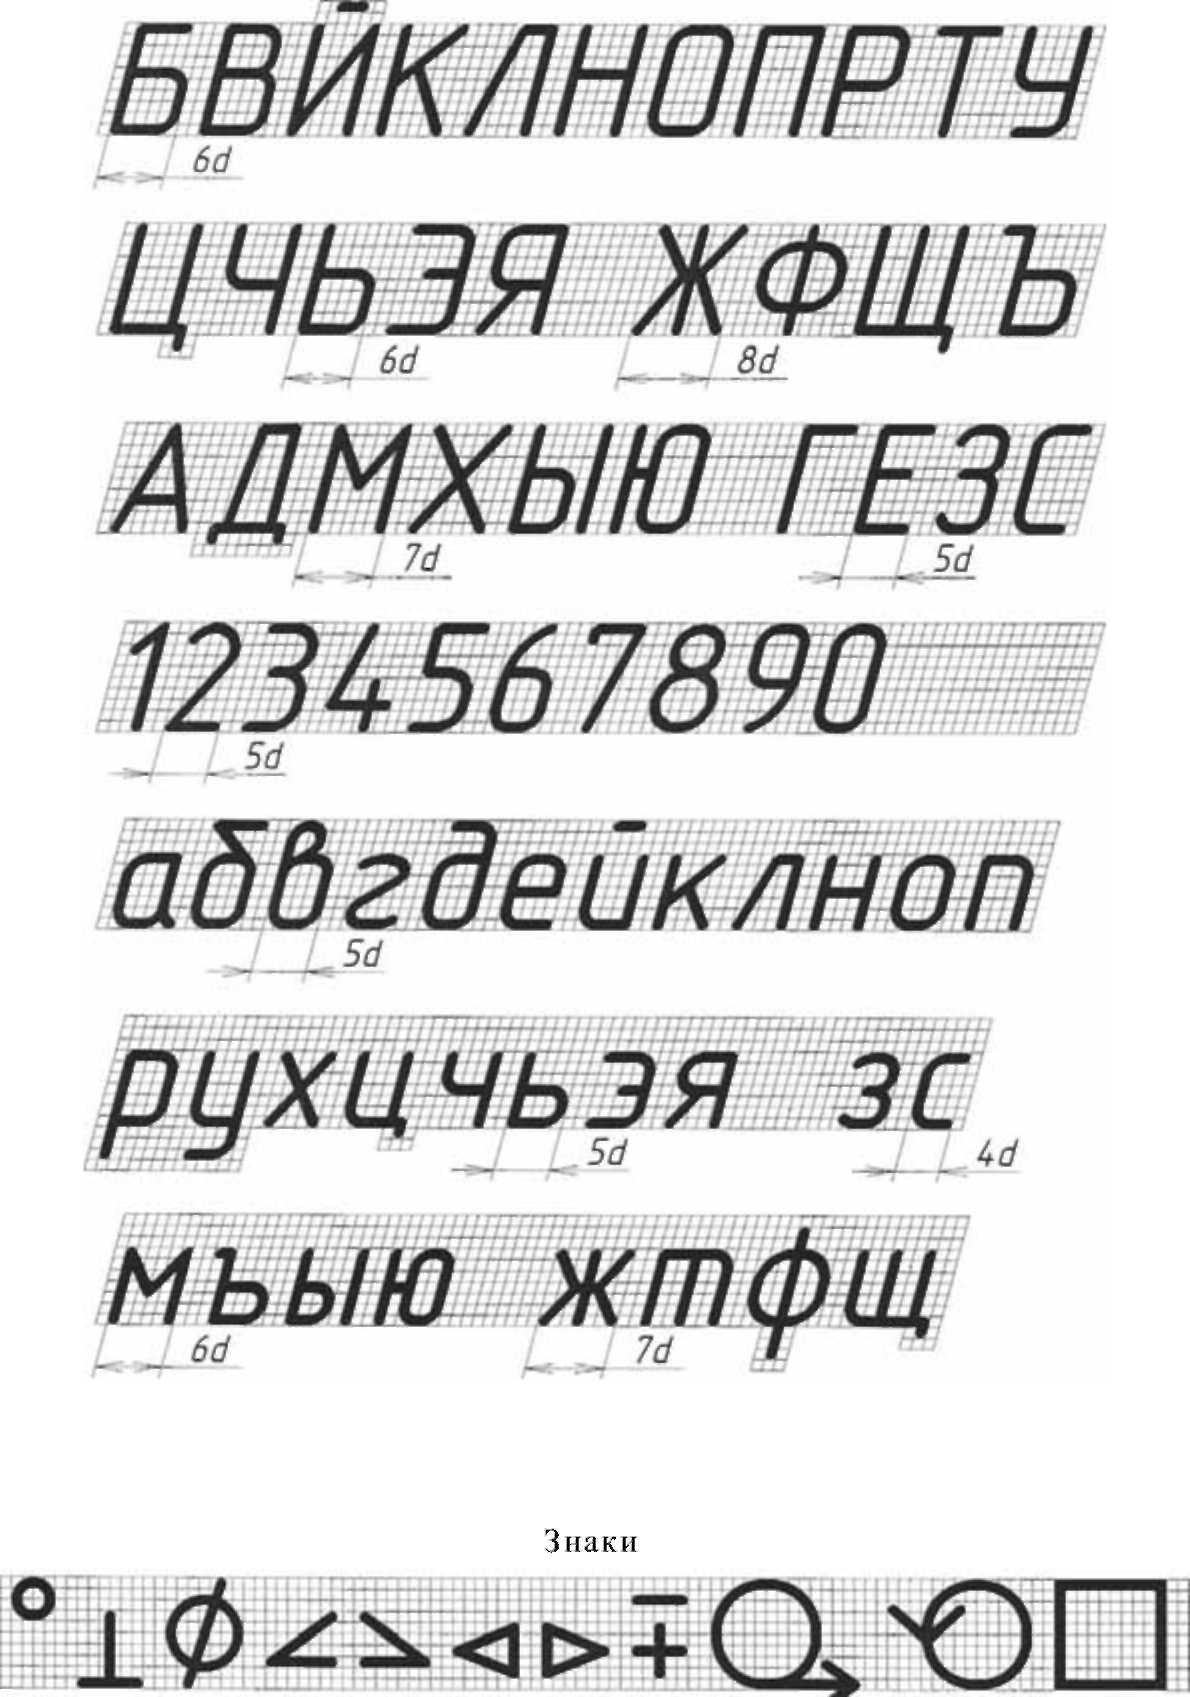 БВЙКЛНОПРТУ
6d
ЦЧЬЭЯ ЖФЩЪ
6d 8d
АДМХЫЮ ГЕЗС
7d 5d
1234567890
5d
абвгдейклноп
5d
рухцчьэя зс
5d 4d
мъыю жтфщ
6d 7d
Знаки
° ⊥ ∅ < > ◁ ▷ ∓ □